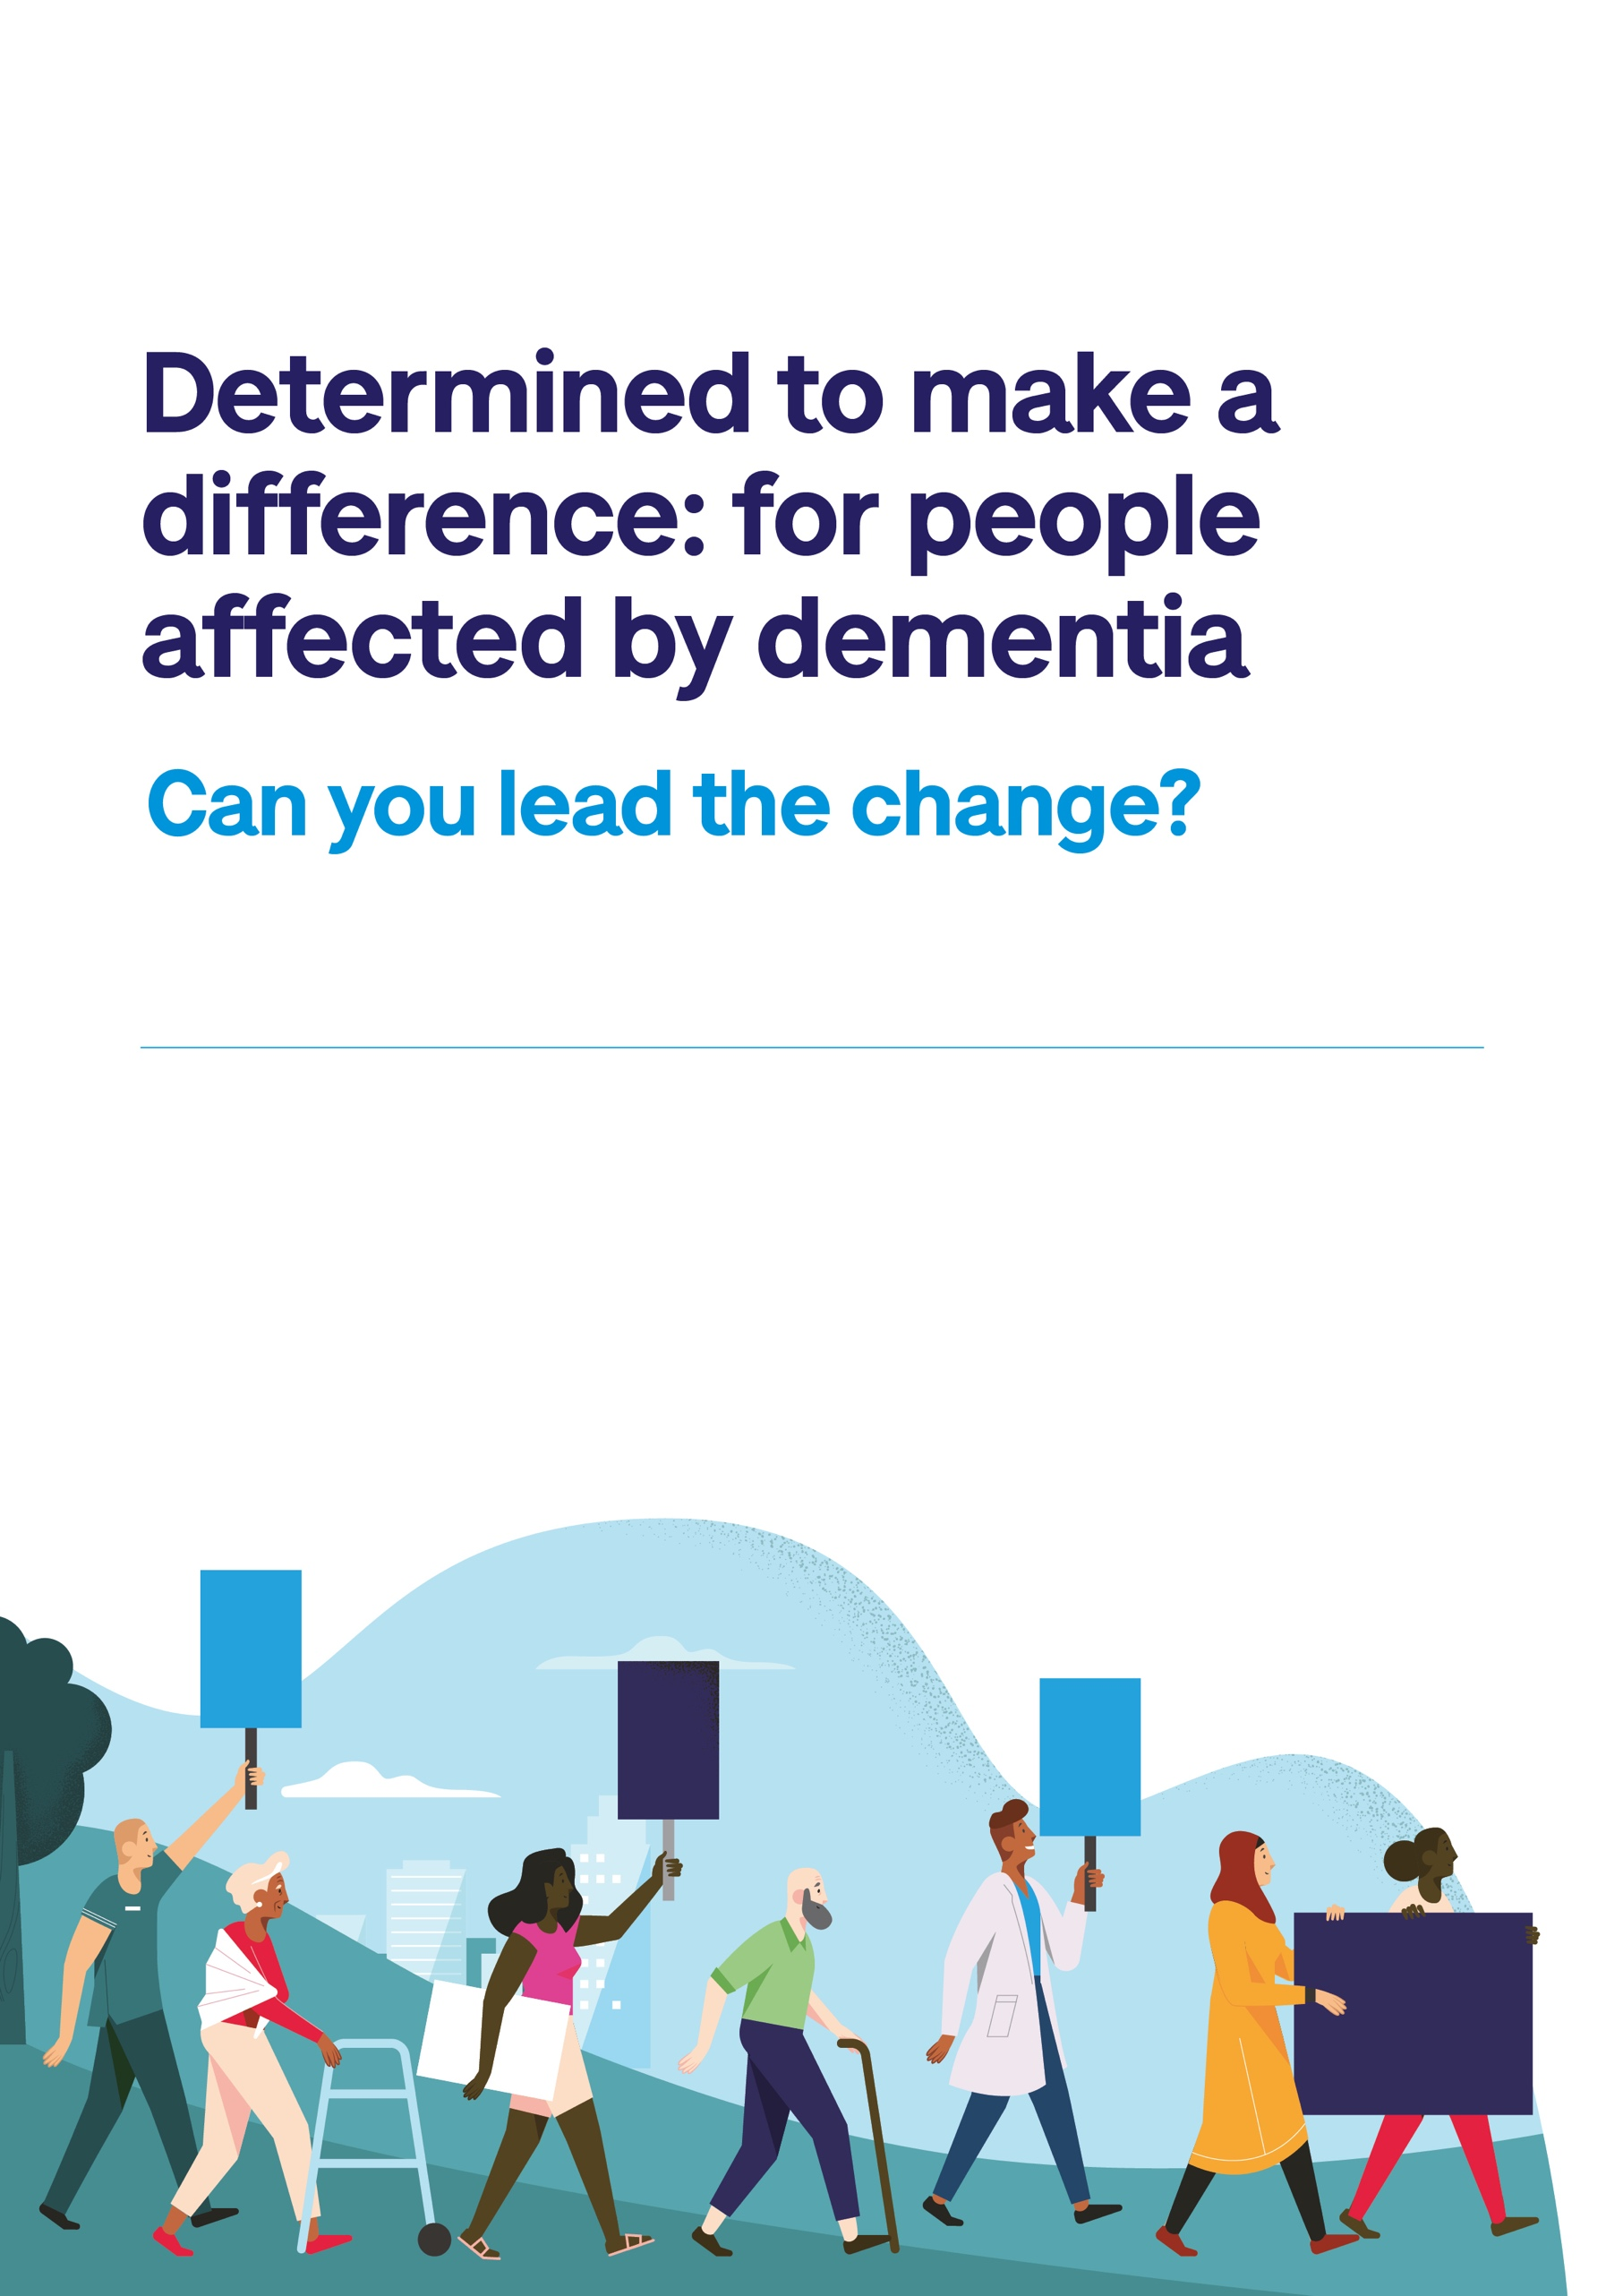 Determined to make a
difference: for people
affected by dementia
Can you lead the change?